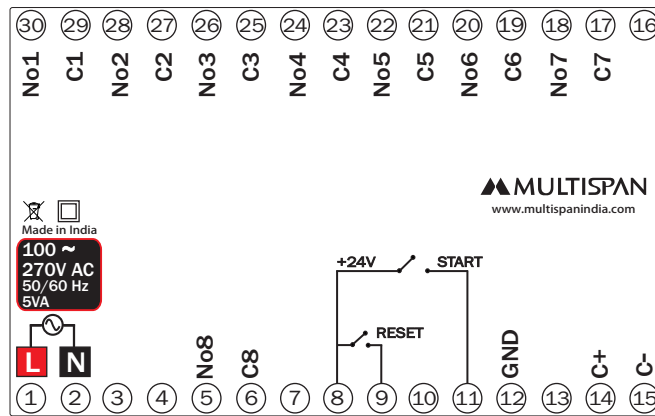 30 29 28 27 26 25 24 23 22 21 20 19 18 17 16
No1 C1 No2 C2 No3 C3 No4 C4 No5 C5 No6 C6 No7 C7
MULTISPAN
www.multispanindia.com
Made in India
100 ~
270V AC
50/60 Hz
5VA
+24V START
RESET
L N No8 C8 GND C+ C-
1 2 3 4 5 6 7 8 9 10 11 12 13 14 15